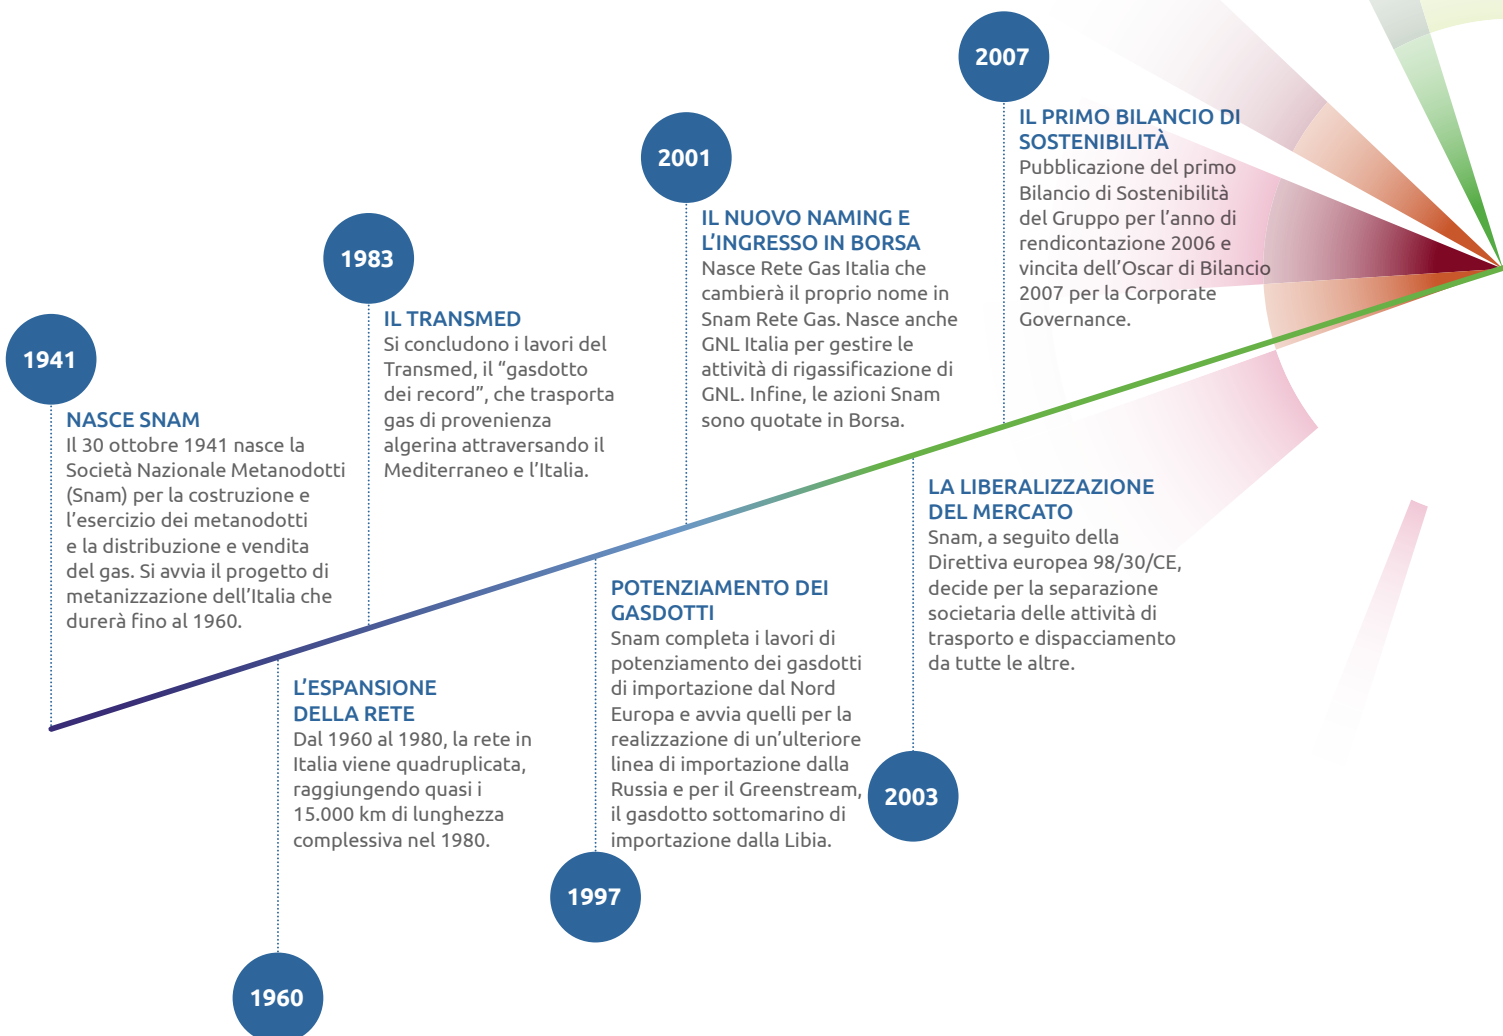 1941
NASCE SNAM
Il 30 ottobre 1941 nasce la
Società Nazionale Metanodotti
(Snam) per la costruzione e
l’esercizio dei metanodotti
e la distribuzione e vendita
del gas. Si avvia il progetto di
metanizzazione dell’Italia che
durerà fino al 1960.
L’ESPANSIONE
DELLA RETE
Dal 1960 al 1980, la rete in
Italia viene quadruplicata,
raggiungendo quasi i
15.000 km di lunghezza
complessiva nel 1980.
1960
1983
IL TRANSMED
Si concludono i lavori del
Transmed, il “gasdotto
dei record”, che trasporta
gas di provenienza
algerina attraversando il
Mediterraneo e l’Italia.
POTENZIAMENTO DEI
GASDOTTI
Snam completa i lavori di
potenziamento dei gasdotti
di importazione dal Nord
Europa e avvia quelli per la
realizzazione di un’ulteriore
linea di importazione dalla
Russia e per il Greenstream,
il gasdotto sottomarino di
importazione dalla Libia.
1997
2001
IL NUOVO NAMING E
L’INGRESSO IN BORSA
Nasce Rete Gas Italia che
cambierà il proprio nome in
Snam Rete Gas. Nasce anche
GNL Italia per gestire le
attività di rigassificazione di
GNL. Infine, le azioni Snam
sono quotate in Borsa.
LA LIBERALIZZAZIONE
DEL MERCATO
Snam, a seguito della
Direttiva europea 98/30/CE,
decide per la separazione
societaria delle attività di
trasporto e dispacciamento
da tutte le altre.
2003
2007
IL PRIMO BILANCIO DI
SOSTENIBILITÀ
Pubblicazione del primo
Bilancio di Sostenibilità
del Gruppo per l’anno di
rendicontazione 2006 e
vincita dell’Oscar di Bilancio
2007 per la Corporate
Governance.